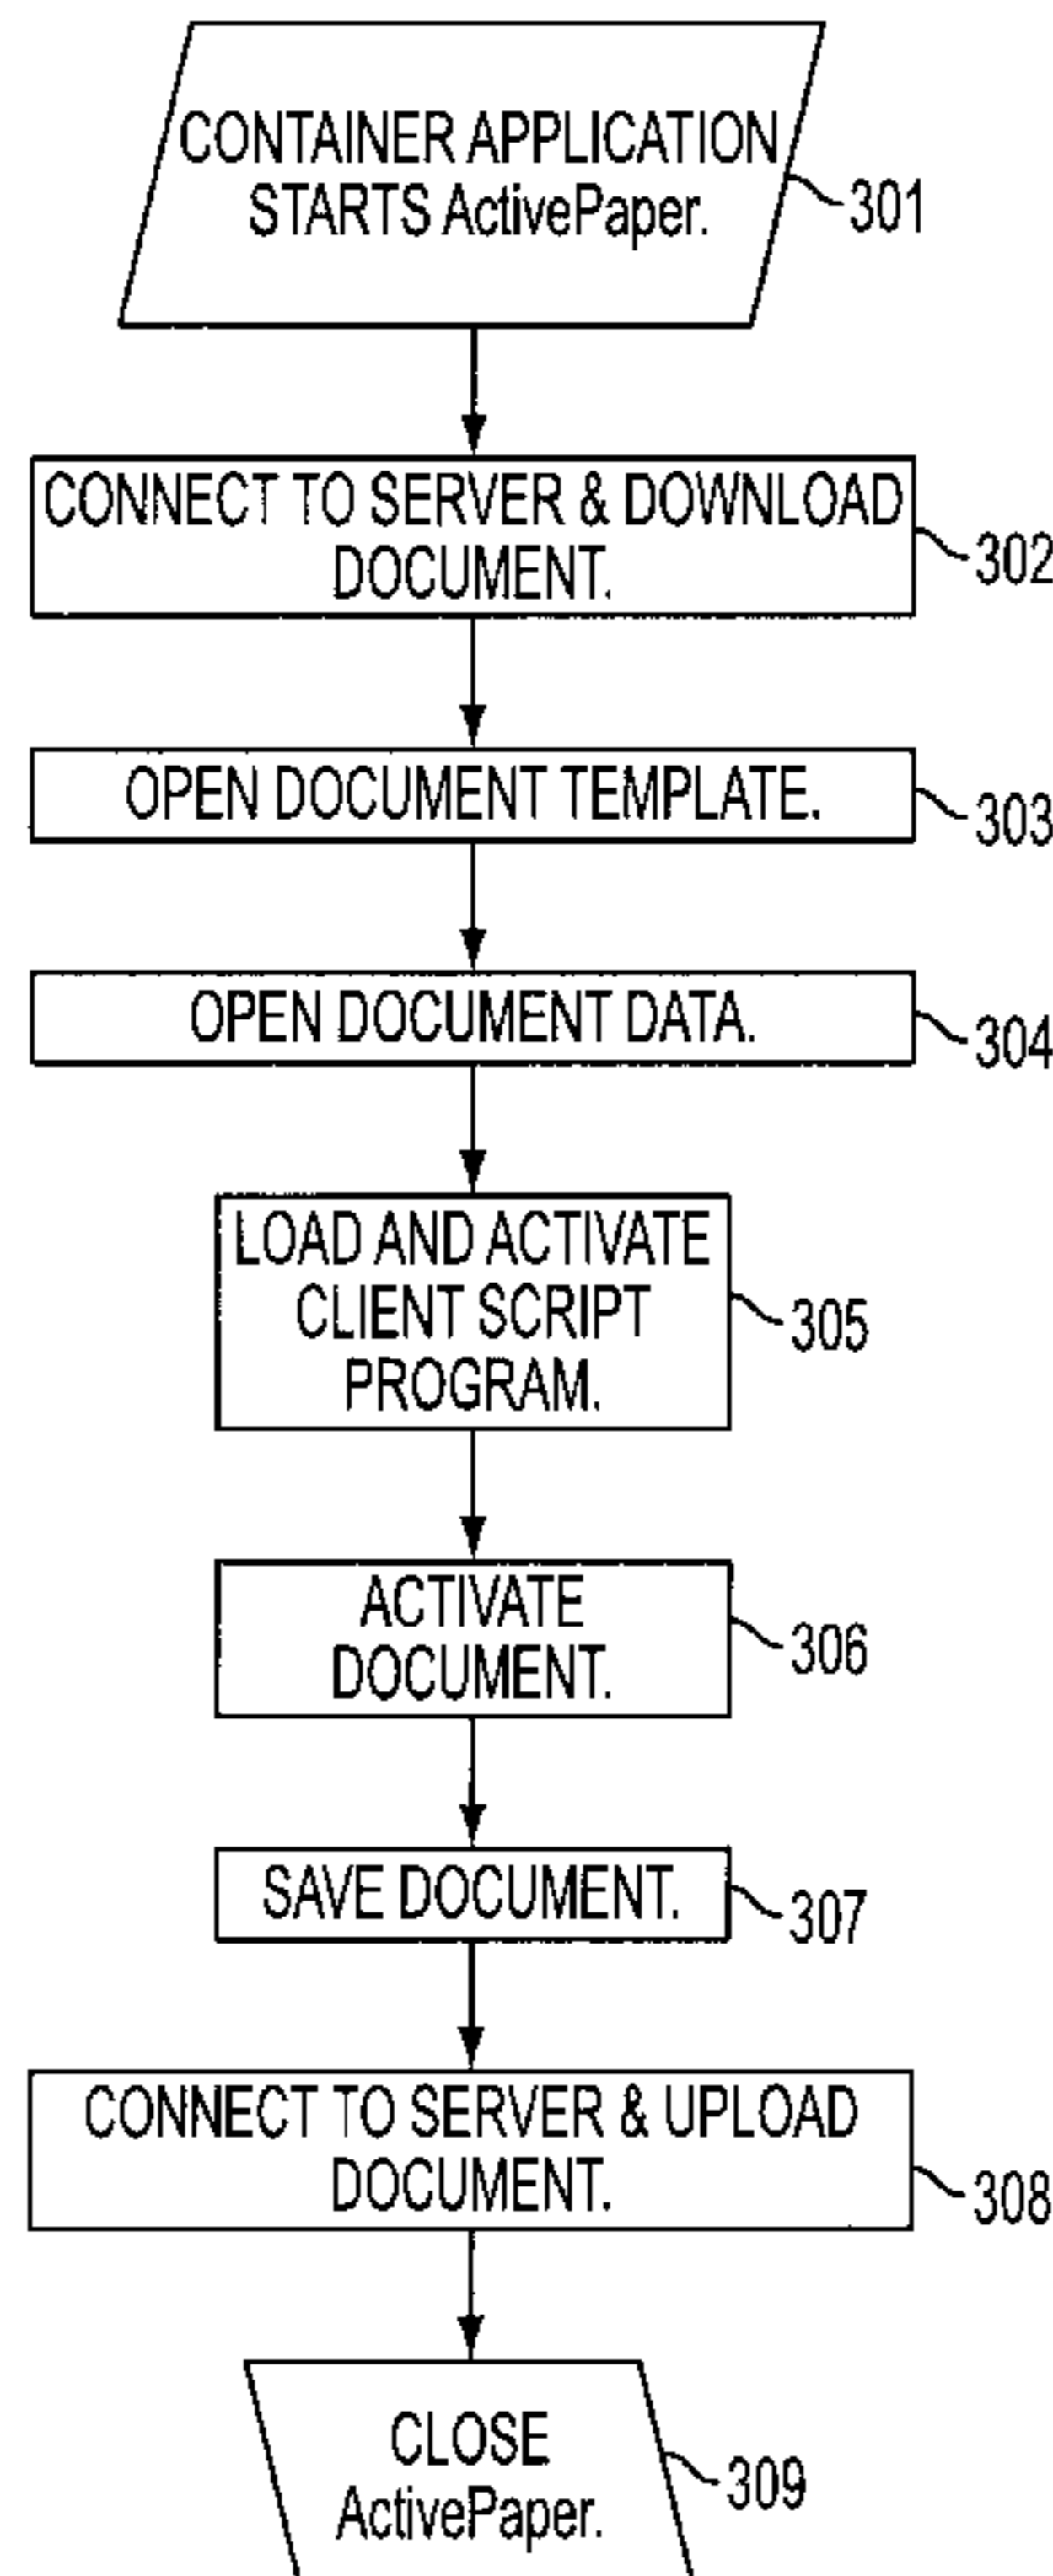 CONTAINER APPLICATION
STARTS ActivePaper.
301
CONNECT TO SERVER & DOWNLOAD
DOCUMENT.
302
OPEN DOCUMENT TEMPLATE.
303
OPEN DOCUMENT DATA.
304
LOAD AND ACTIVATE
CLIENT SCRIPT
PROGRAM.
305
ACTIVATE
DOCUMENT.
306
SAVE DOCUMENT.
307
CONNECT TO SERVER & UPLOAD
DOCUMENT.
308
CLOSE
ActivePaper.
309